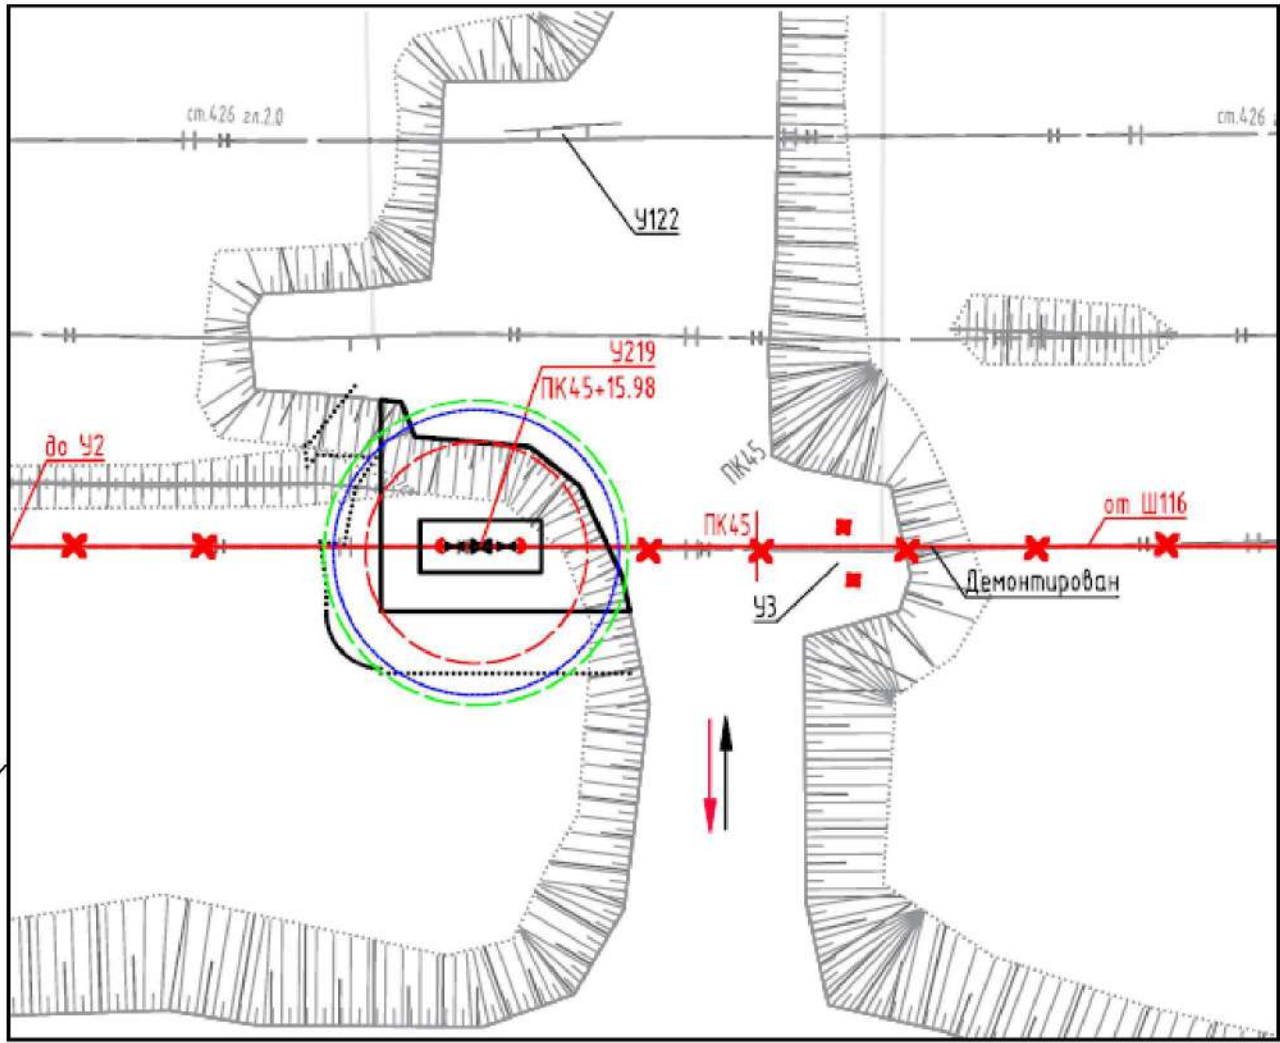 ст.426 гл.2.0
ст.426
У122
У219
ПК45+15.98
до У2
ПК45
ПК45
от Ш116
У3
Демонтирован